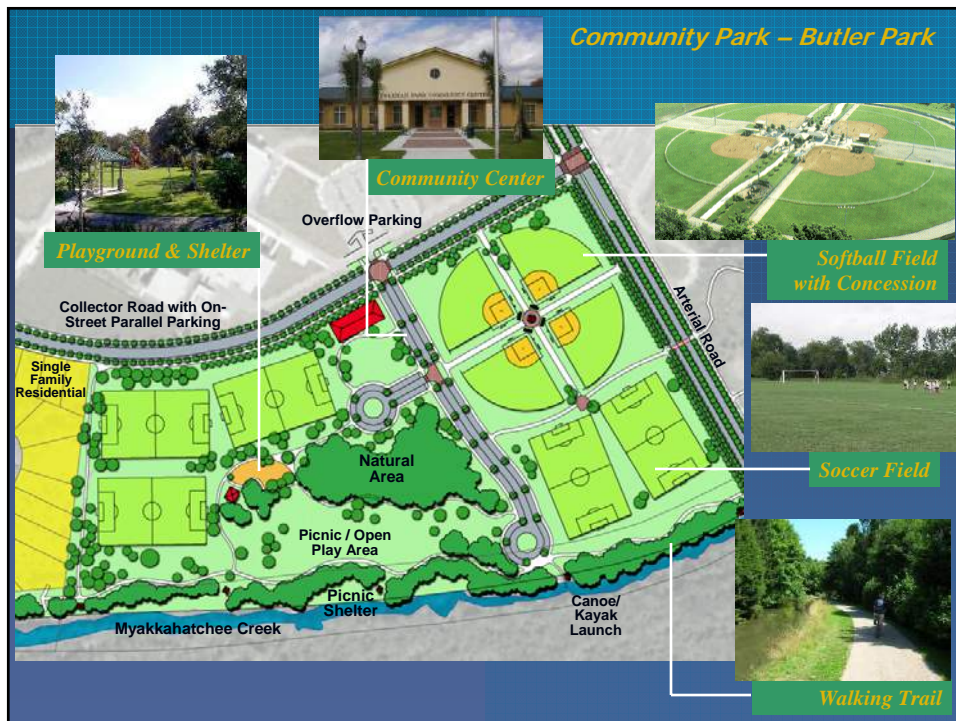 Community Park – Butler Park
Community Center
Overflow Parking
Playground & Shelter
Softball Field
with Concession
Collector Road with On-
Street Parallel Parking
Arterial Road
Single
Family
Residential
Natural
Area
Soccer Field
Picnic / Open
Play Area
Picnic
Shelter
Canoe/
Kayak
Launch
Myakkahatchee Creek
Walking Trail